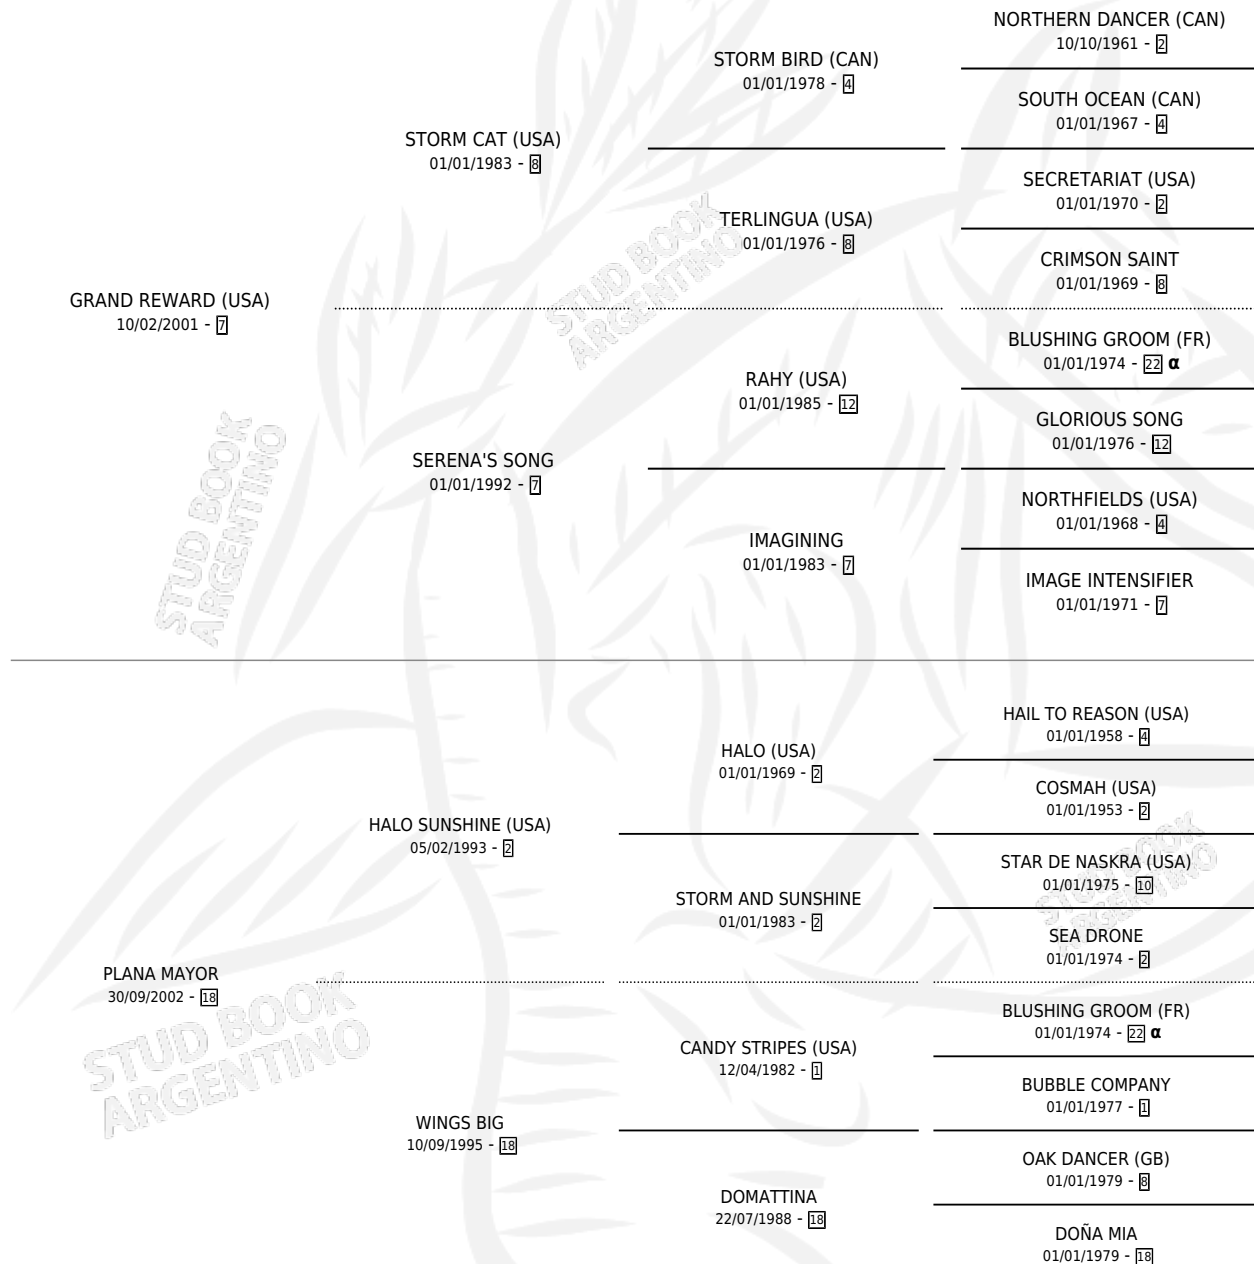 NORTHERN DANCER (CAN)
10/10/1961 - 2
STORM BIRD (CAN)
01/01/1978 - 4
SOUTH OCEAN (CAN)
01/01/1967 - 4
STORM CAT (USA)
01/01/1983 - 8
SECRETARIAT (USA)
01/01/1970 - 2
TERLINGUA (USA)
01/01/1976 - 8
CRIMSON SAINT
01/01/1969 - 8
GRAND REWARD (USA)
10/02/2001 - 7
BLUSHING GROOM (FR)
01/01/1974 - 22 α
RAHY (USA)
01/01/1985 - 12
GLORIOUS SONG
01/01/1976 - 12
SERENA'S SONG
01/01/1992 - 7
NORTHFIELDS (USA)
01/01/1968 - 4
IMAGINING
01/01/1983 - 7
IMAGE INTENSIFIER
01/01/1971 - 7
HAIL TO REASON (USA)
01/01/1958 - 4
HALO (USA)
01/01/1969 - 2
COSMAH (USA)
01/01/1953 - 2
HALO SUNSHINE (USA)
05/02/1993 - 2
STAR DE NASKRA (USA)
01/01/1975 - 10
STORM AND SUNSHINE
01/01/1983 - 2
SEA DRONE
01/01/1974 - 2
PLANA MAYOR
30/09/2002 - 18
BLUSHING GROOM (FR)
01/01/1974 - 22 α
CANDY STRIPES (USA)
12/04/1982 - 1
BUBBLE COMPANY
01/01/1977 - 1
WINGS BIG
10/09/1995 - 18
OAK DANCER (GB)
01/01/1979 - 8
DOMATTINA
22/07/1988 - 18
DOÑA MIA
01/01/1979 - 18
STUD BOOK
ARGENTINO
STUD BOOK
ARGENTINO
STUD BOOK
ARGENTINO
STUD BOOK
ARGENTINO